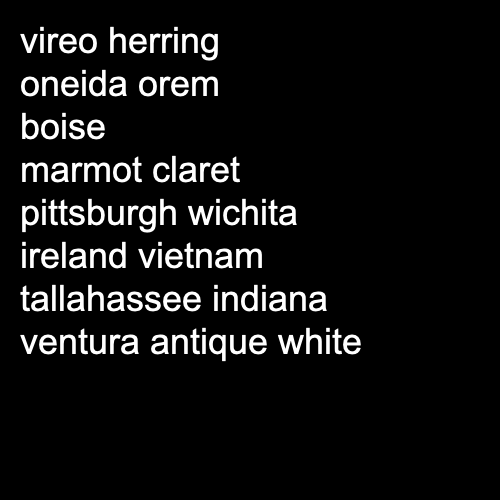 vireo herring
oneida orem
boise
marmot claret
pittsburgh wichita
ireland vietnam
tallahassee indiana
ventura antique white